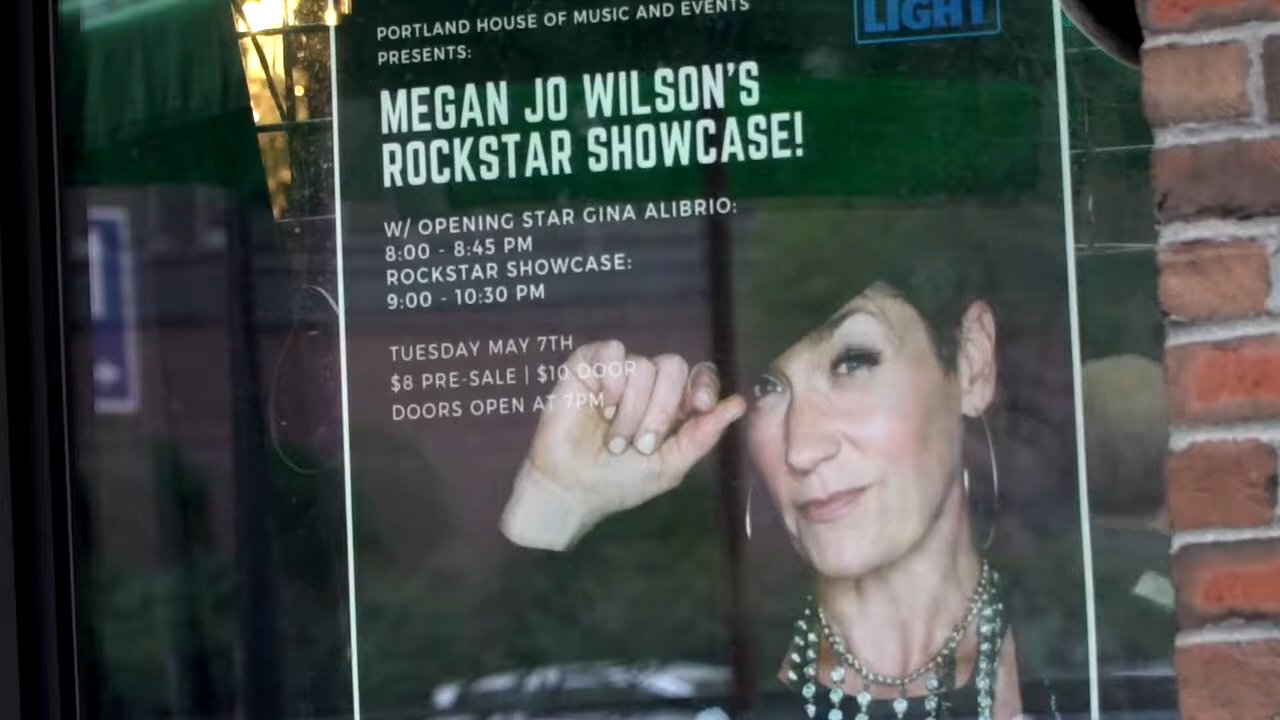 PORTLAND HOUSE OF MUSIC AND EVENTS
PRESENTS:
LIGHT
MEGAN JO WILSON'S
ROCKSTAR SHOWCASE!
W/ OPENING STAR GINA ALIBRIO:
8:00 - 8:45 PM
ROCKSTAR SHOWCASE:
9:00 - 10:30 PM
TUESDAY MAY 7TH
$8 PRE-SALE | $10 DOOR
DOORS OPEN AT 7PM